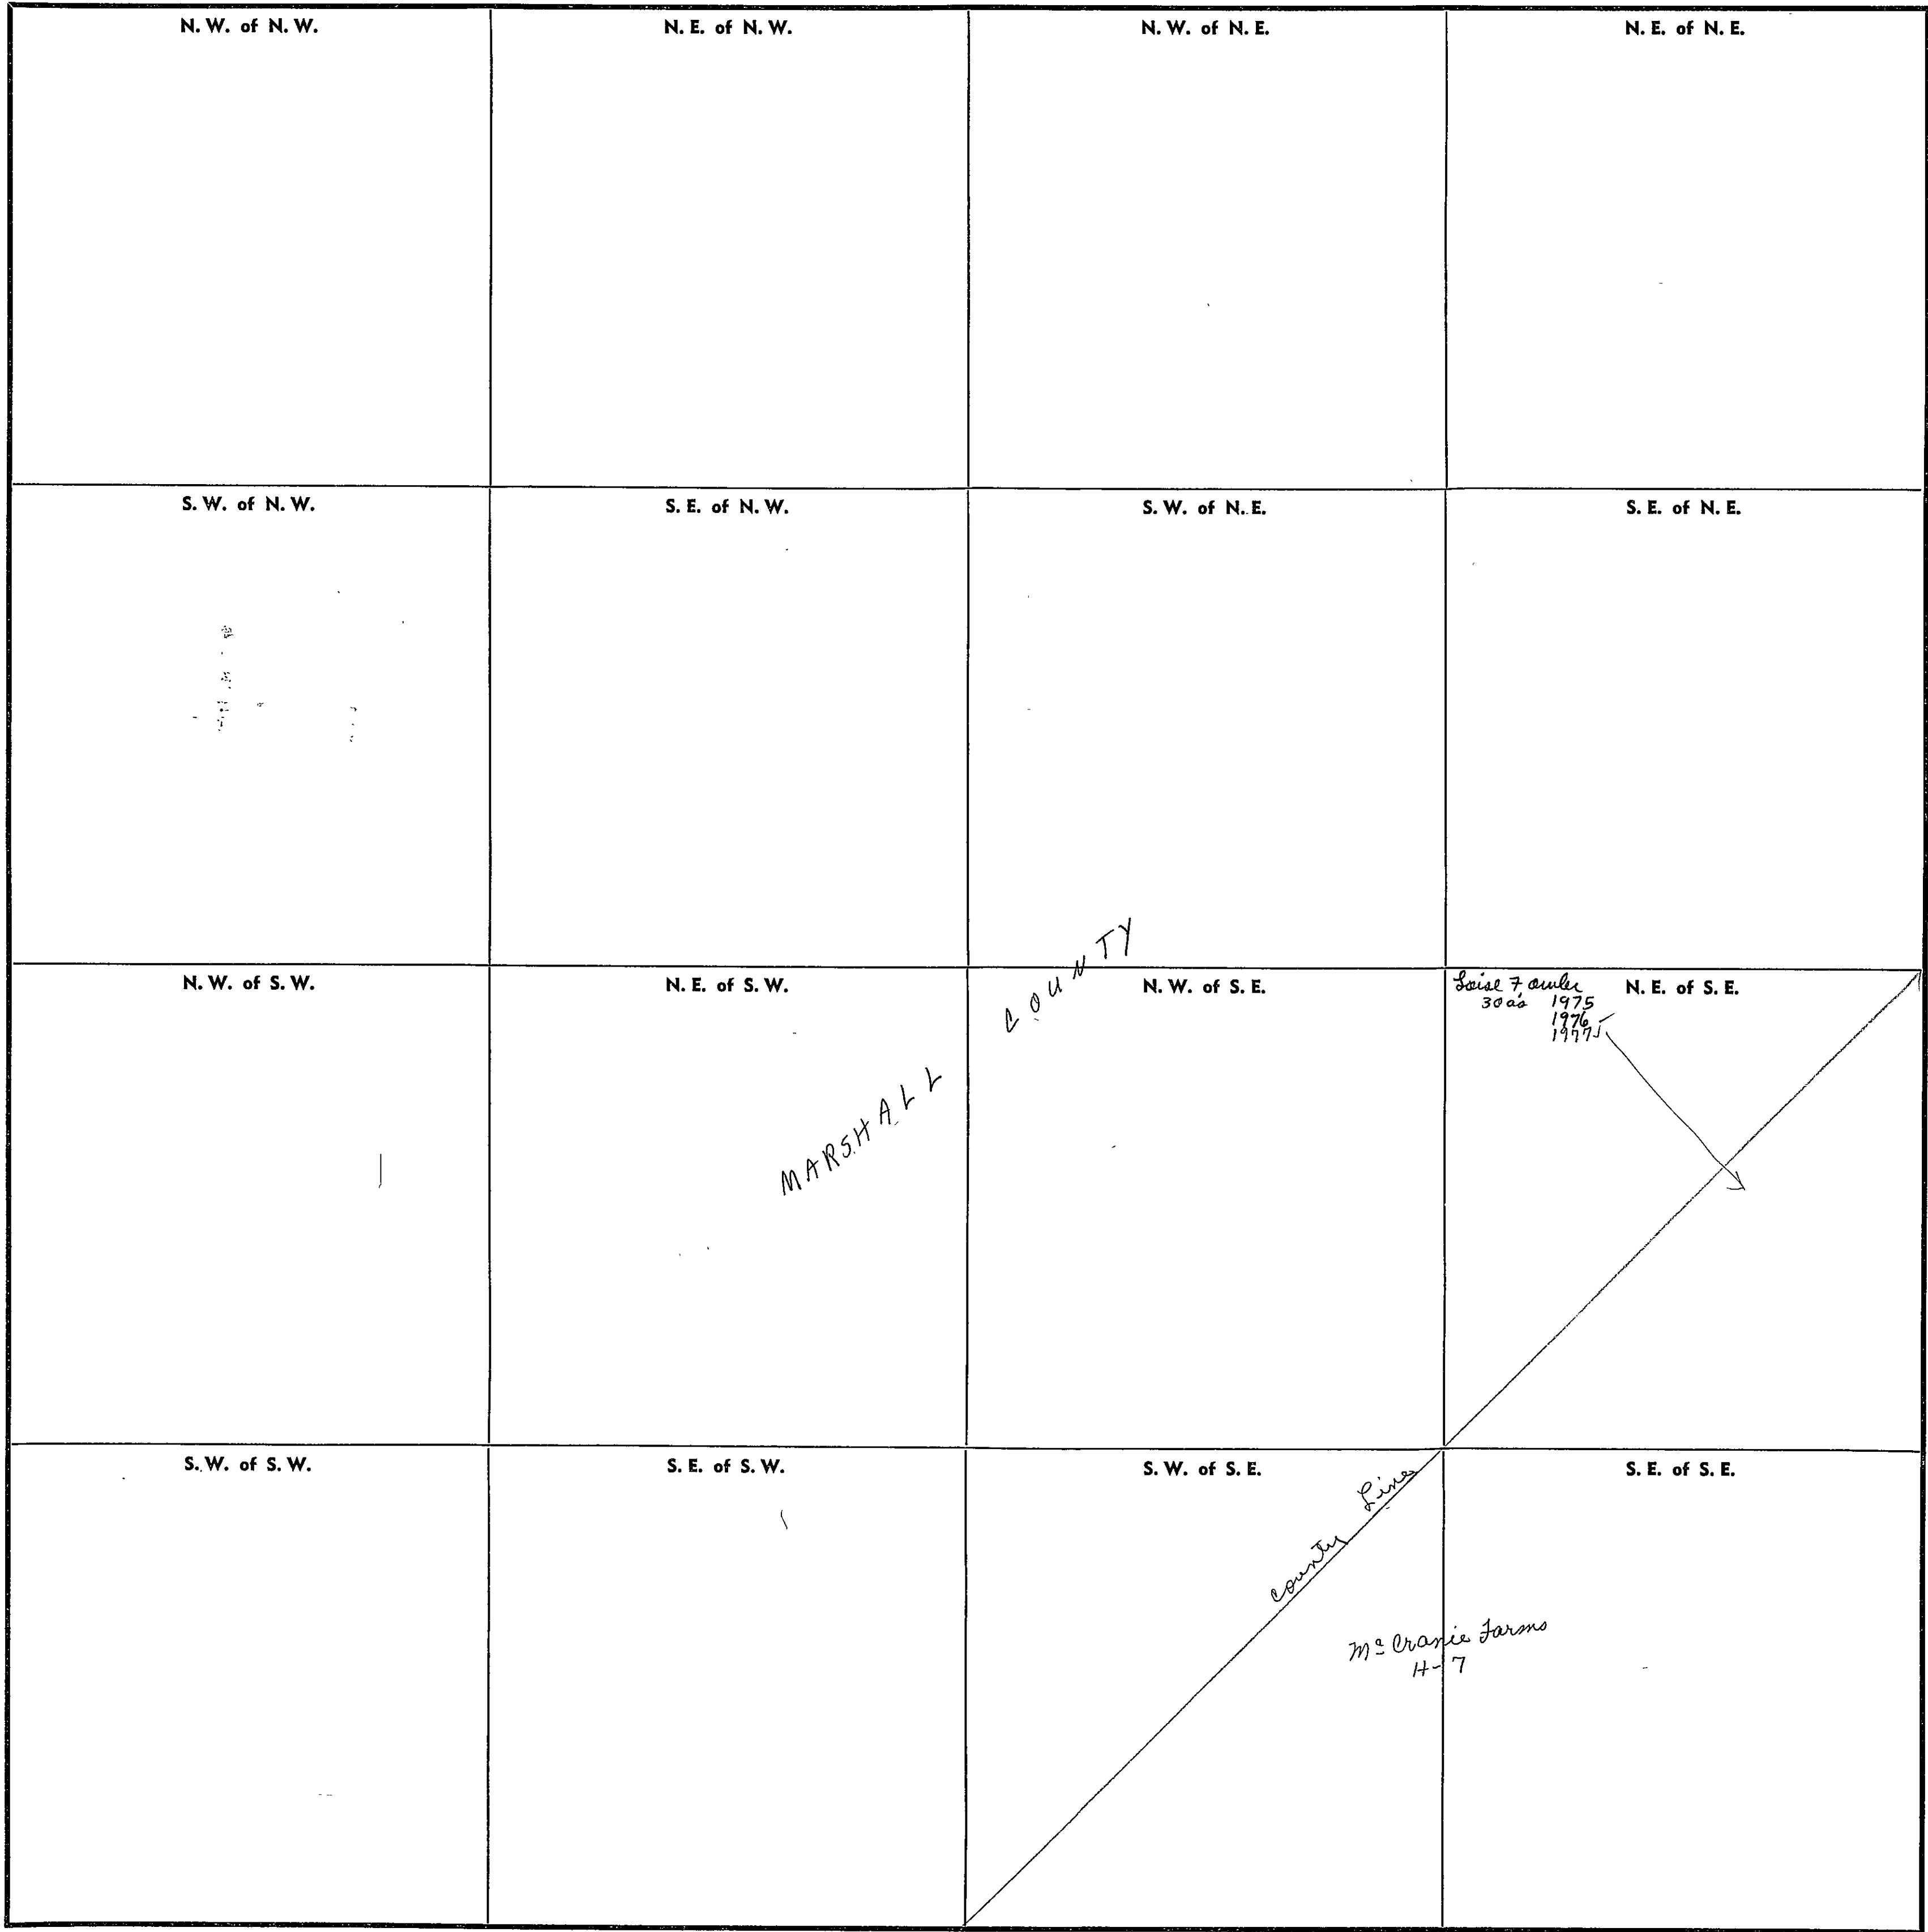 N. W. of N. W.
N. E. of N. W.
N. W. of N. E.
N. E. of N. E.
S. W. of N. W.
S. E. of N. W.
S. W. of N. E.
S. E. of N. E.
N. W. of S. W.
N. E. of S. W.
N. W. of S. E.
N. E. of S. E.
Fowler
30 a's 1975
1976
1977
MARSHALL COUNTY
S. W. of S. W.
S. E. of S. W.
S. W. of S. E.
S. E. of S. E.
County Line
Mc Cranie Farms
H-7